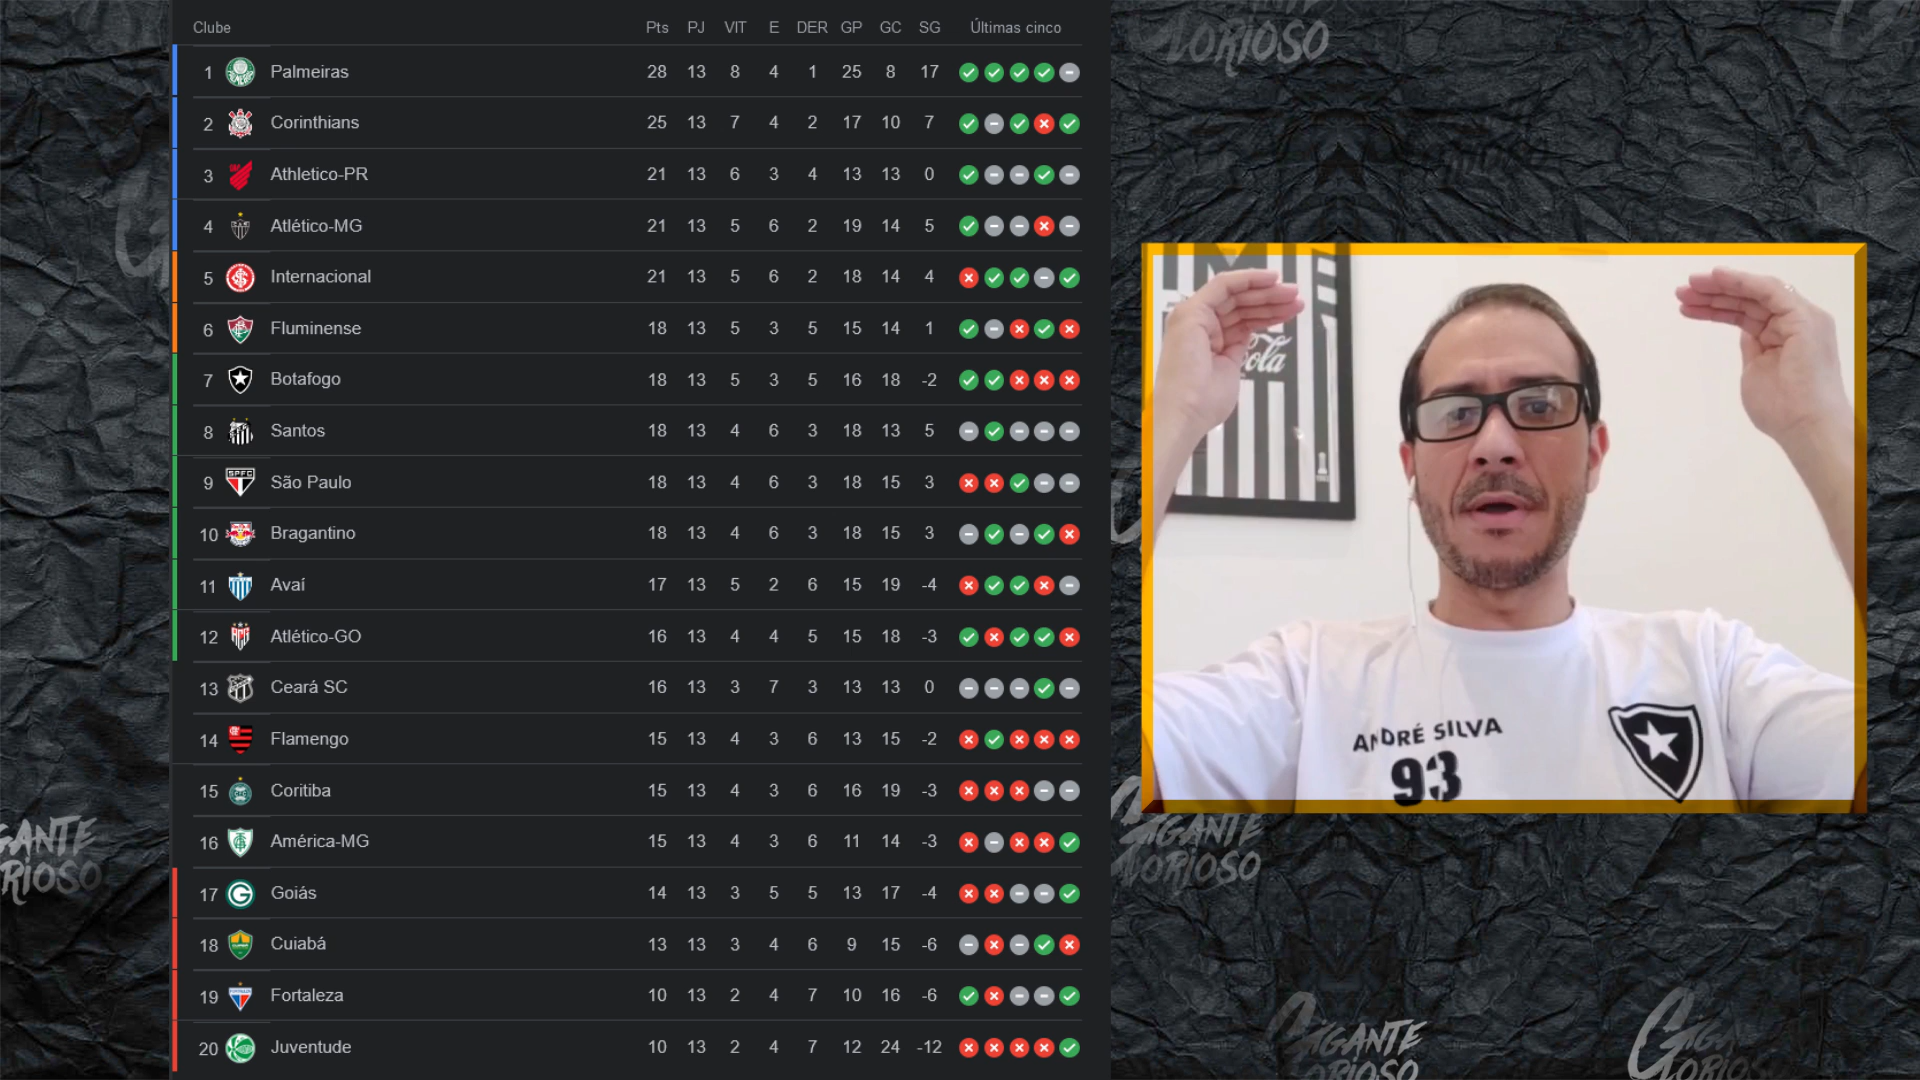 Clube Pts PJ VIT E DER GP GC SG Últimas cinco
1 Palmeiras 28 13 8 4 1 25 8 17
2 Corinthians 25 13 7 4 2 17 10 7
3 Athletico-PR 21 13 6 3 4 13 13 0
4 Atlético-MG 21 13 5 6 2 19 14 5
5 Internacional 21 13 5 6 2 18 14 4
6 Fluminense 18 13 5 3 5 15 14 1
7 Botafogo 18 13 5 3 5 16 18 -2
8 Santos 18 13 4 6 3 18 13 5
9 São Paulo 18 13 4 6 3 18 15 3
10 Bragantino 18 13 4 6 3 18 15 3
11 Avaí 17 13 5 2 6 15 19 -4
12 Atlético-GO 16 13 4 4 5 15 18 -3
13 Ceará SC 16 13 3 7 3 13 13 0
14 Flamengo 15 13 4 3 6 13 15 -2
15 Coritiba 15 13 4 3 6 16 19 -3
16 América-MG 15 13 4 3 6 11 14 -3
17 Goiás 14 13 3 5 5 13 17 -4
18 Cuiabá 13 13 3 4 6 9 15 -6
19 Fortaleza 10 13 2 4 7 10 16 -6
20 Juventude 10 13 2 4 7 12 24 -12
SPFC
Cola
ANDRÉ SILVA
93
GIGANTE
GLORIOSO
GIGANTE
GLORIOSO
GIGANTE
GLORIOSO